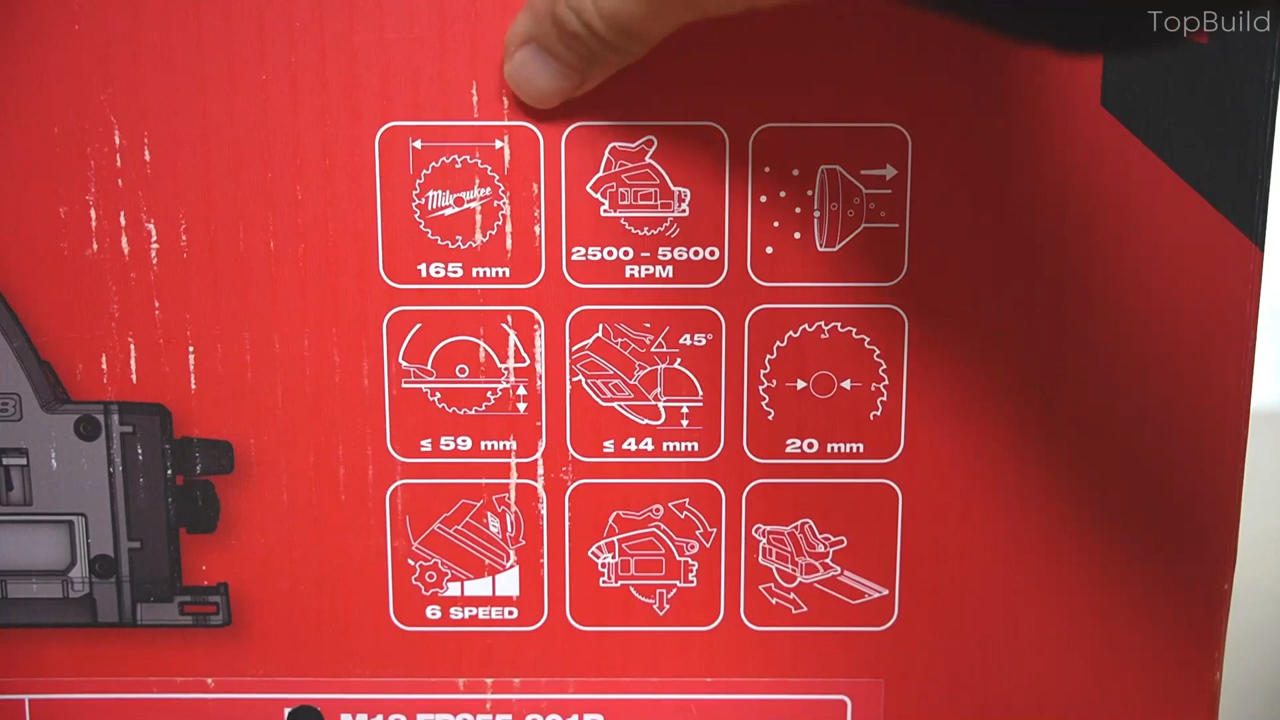 TopBuild
Milwaukee
165 mm
2500 - 5600
RPM
≤ 59 mm
45°
≤ 44 mm
20 mm
6 SPEED